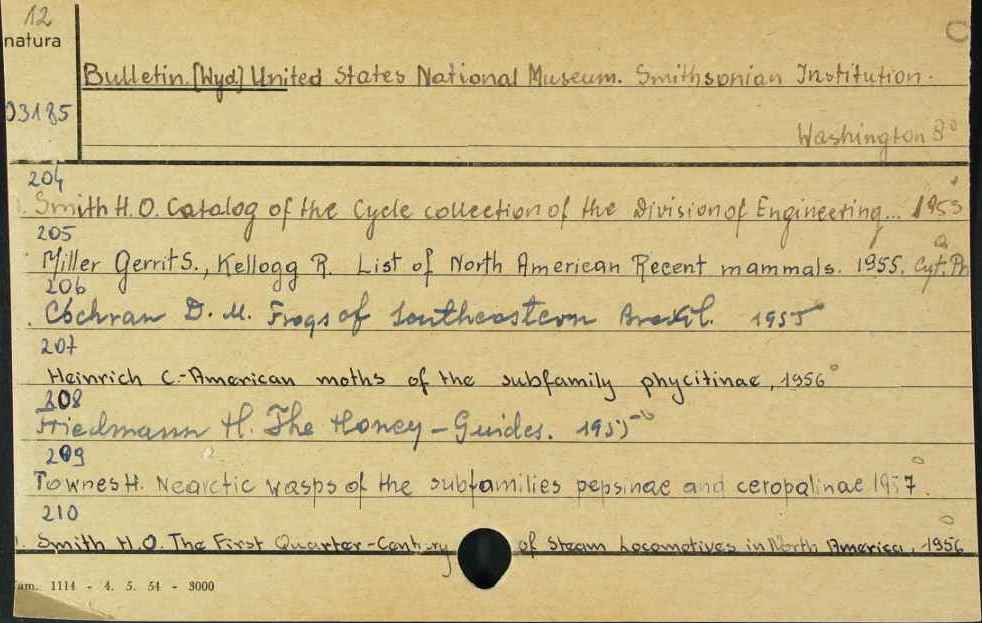 12
natura
C
Bulletin [Wyd] United States National Museum. Smithsonian Institution.
03185
Washington 8°
204
Smith H.O. Catalog of the Cycle collection of the Division of Engineering... 1955
205
Miller Gerrit S., Kellogg R. List of North American Recent mammals. 1955.
206
Cochran D. M. Frogs of Southeastern Brazil. 1955
207
Heinrich C. - American moths of the subfamily phycitinae, 1956
208
Friedmann H. The Honey - Guides. 1955
209
Townes H. Nearctic wasps of the subfamilies pepsinae and ceropalinae 1957.
210
Smith H.O. The First Quarter-Century of Steam Locomotives in North America, 1956
am. 1114 - 4. 5. 54 - 3000